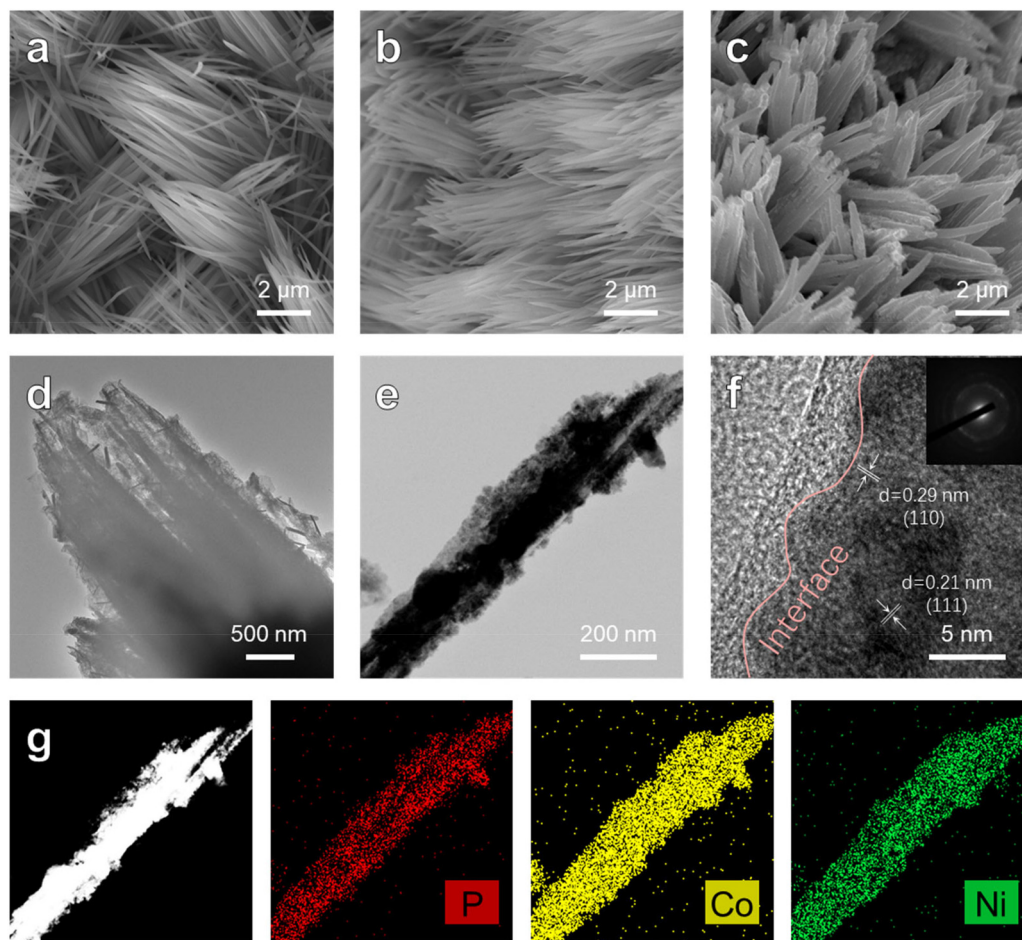 a
b
c
2 μm
2 μm
2 μm
d
e
f
d=0.29 nm
(110)
d=0.21 nm
(111)
Interface
500 nm
200 nm
5 nm
g
P
Co
Ni